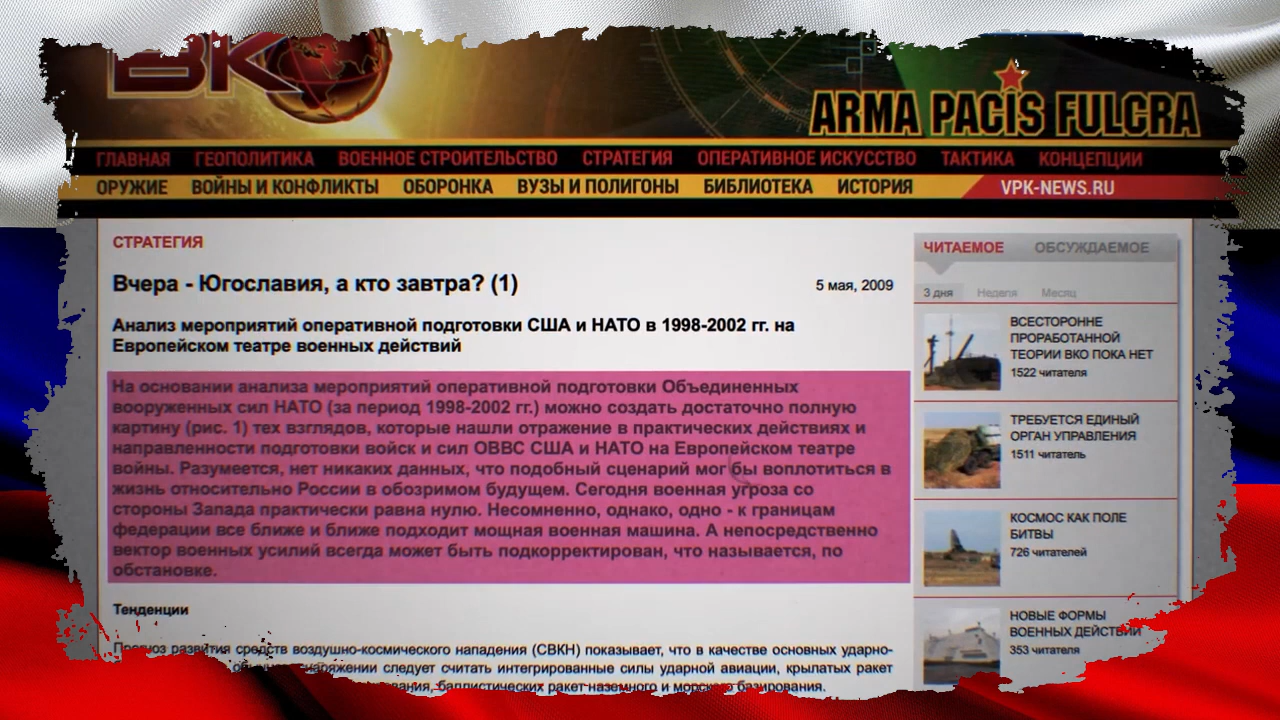 ВКО
ARMA PACIS FULCRA
ГЛАВНАЯ ГЕОПОЛИТИКА ВОЕННОЕ СТРОИТЕЛЬСТВО СТРАТЕГИЯ ОПЕРАТИВНОЕ ИСКУССТВО ТАКТИКА КОНЦЕПЦИИ
ОРУЖИЕ ВОЙНЫ И КОНФЛИКТЫ ОБОРОНКА ВУЗЫ И ПОЛИГОНЫ БИБЛИОТЕКА ИСТОРИЯ VPK-NEWS.RU
СТРАТЕГИЯ
Вчера - Югославия, а кто завтра? (1) 5 мая, 2009
Анализ мероприятий оперативной подготовки США и НАТО в 1998-2002 гг. на
Европейском театре военных действий
На основании анализа мероприятий оперативной подготовки Объединенных
вооруженных сил НАТО (за период 1998-2002 гг.) можно создать достаточно полную
картину (рис. 1) тех взглядов, которые нашли отражение в практических действиях и
направленности подготовки войск и сил ОВВС США и НАТО на Европейском театре
войны. Разумеется, нет никаких данных, что подобный сценарий мог бы воплотиться в
жизнь относительно России в обозримом будущем. Сегодня военная угроза со
стороны Запада практически равна нулю. Несомненно, однако, одно - к границам
федерации все ближе и ближе подходит мощная военная машина. А непосредственно
вектор военных усилий всегда может быть подкорректирован, что называется, по
обстановке.
Тенденции
Прогноз развития средств воздушно-космического нападения (СВКН) показывает, что в качестве основных ударно-
следует считать интегрированные силы ударной авиации, крылатых ракет
баллистических ракет наземного и морского базирования.
ЧИТАЕМОЕ ОБСУЖДАЕМОЕ
3 дня Неделя Месяц
ВСЕСТОРОННЕ
ПРОРАБОТАННОЙ
ТЕОРИИ ВКО ПОКА НЕТ
1522 читателя
ТРЕБУЕТСЯ ЕДИНЫЙ
ОРГАН УПРАВЛЕНИЯ
1511 читатель
КОСМОС КАК ПОЛЕ
БИТВЫ
726 читателей
НОВЫЕ ФОРМЫ
ВОЕННЫХ ДЕЙСТВИЙ
353 читателя